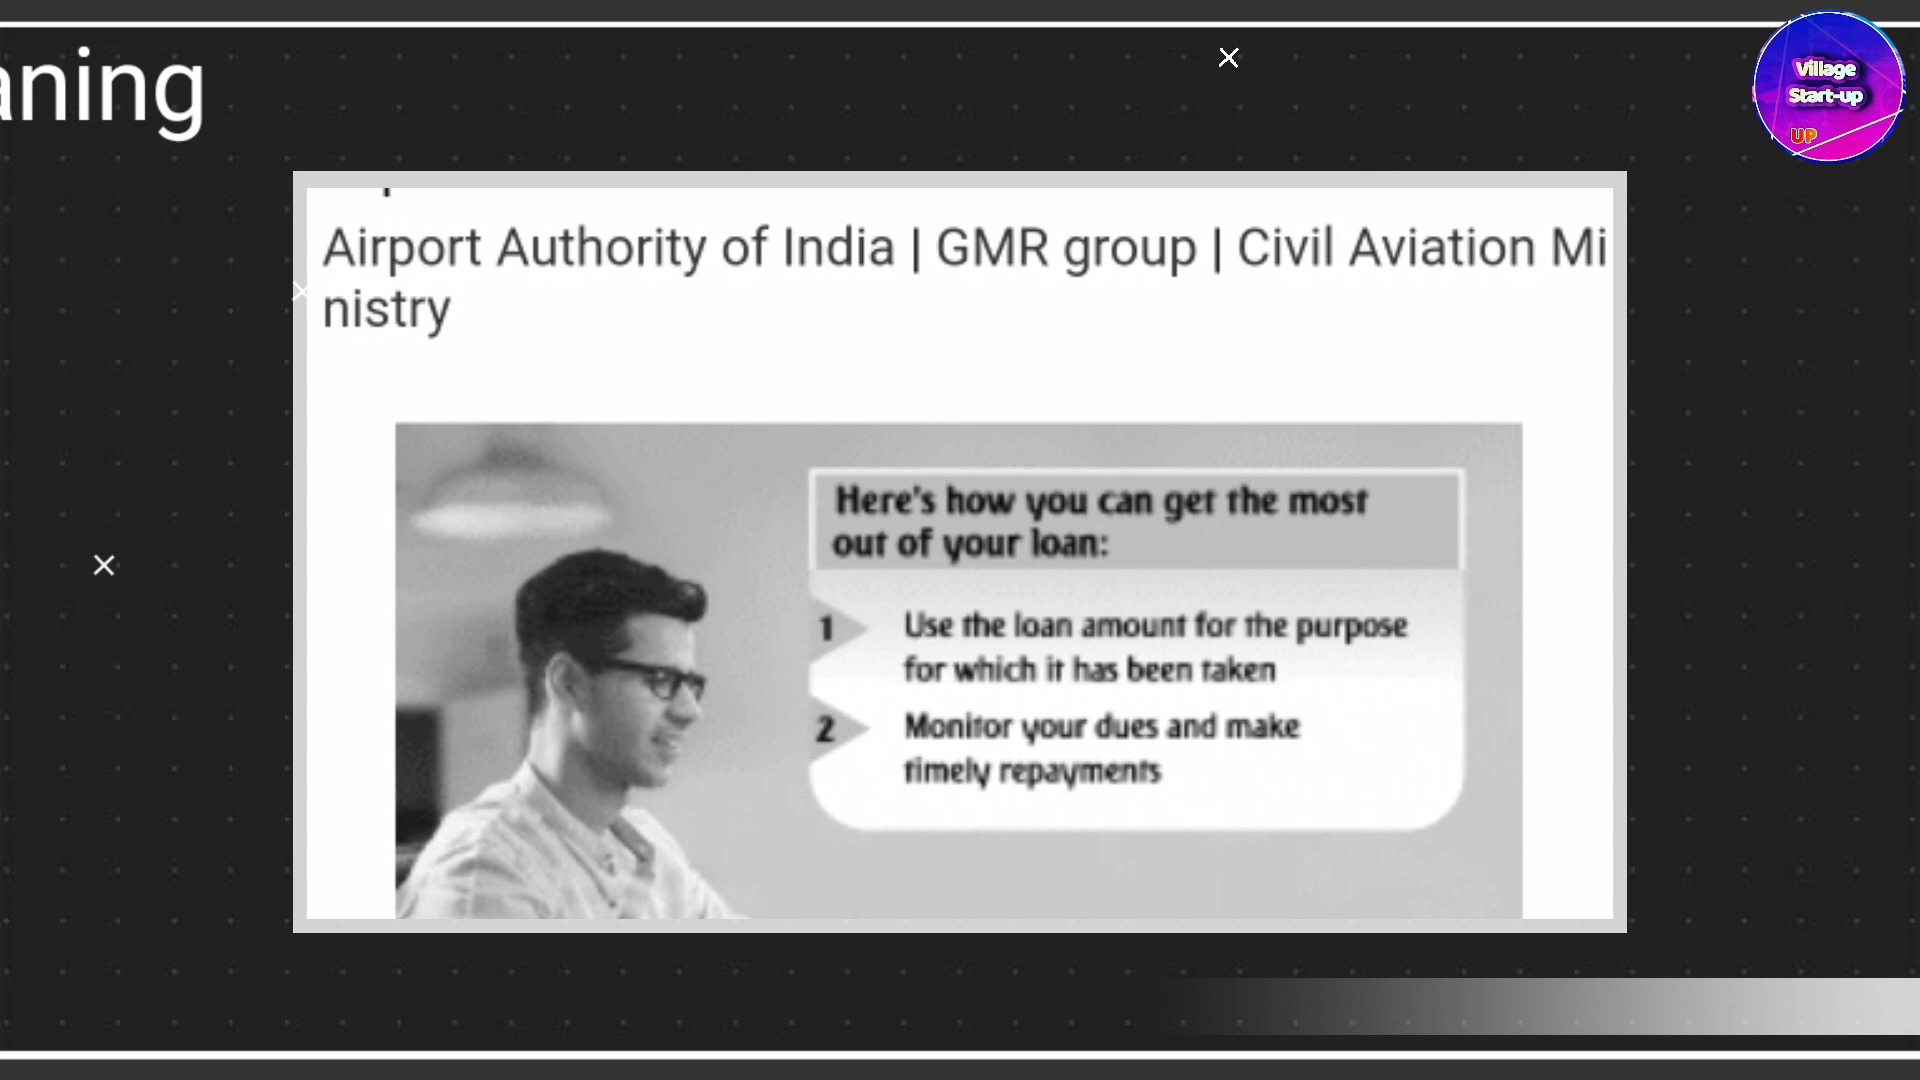 aning
Village
Start-up
UP
Airport Authority of India | GMR group | Civil Aviation Mi
nistry
Here's how you can get the most
out of your loan:
1 Use the loan amount for the purpose
for which it has been taken
2 Monitor your dues and make
timely repayments